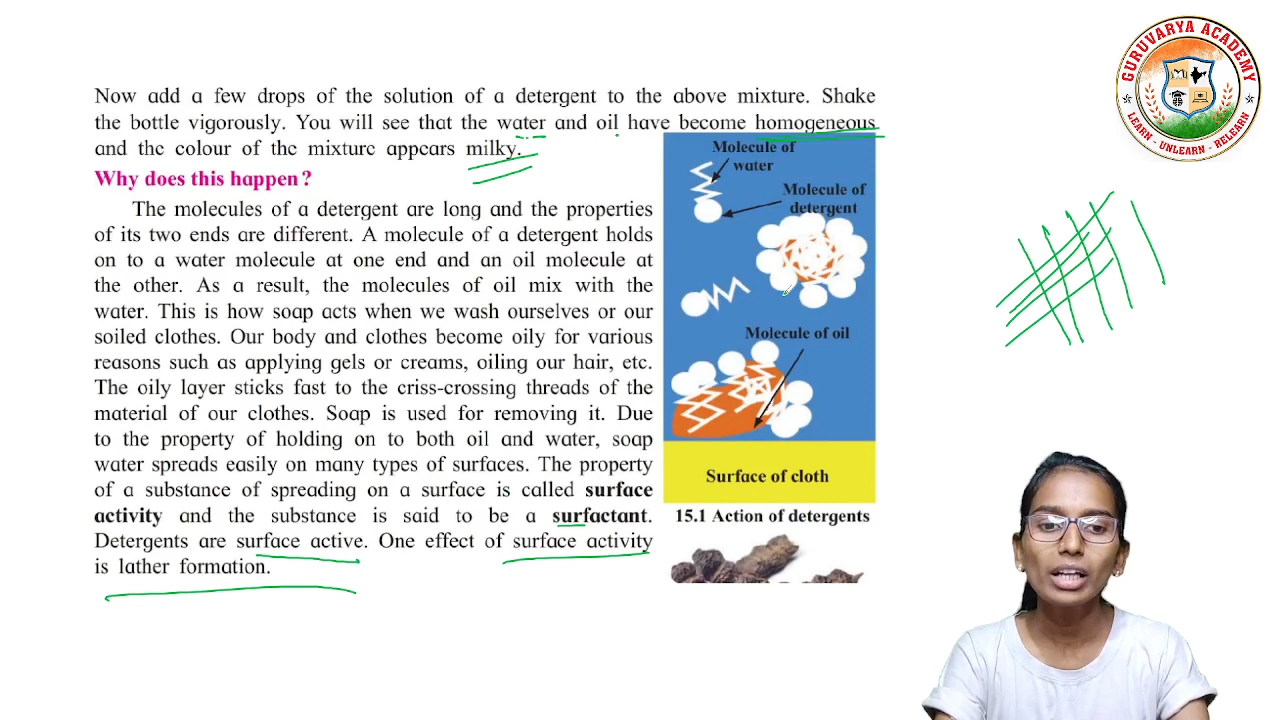 Now add a few drops of the solution of a detergent to the above mixture. Shake
the bottle vigorously. You will see that the water and oil have become homogeneous
and the colour of the mixture appears milky.
Why does this happen?
The molecules of a detergent are long and the properties
of its two ends are different. A molecule of a detergent holds
on to a water molecule at one end and an oil molecule at
the other. As a result, the molecules of oil mix with the
water. This is how soap acts when we wash ourselves or our
soiled clothes. Our body and clothes become oily for various
reasons such as applying gels or creams, oiling our hair, etc.
The oily layer sticks fast to the criss-crossing threads of the
material of our clothes. Soap is used for removing it. Due
to the property of holding on to both oil and water, soap
water spreads easily on many types of surfaces. The property
of a substance of spreading on a surface is called surface
activity and the substance is said to be a surfactant.
Detergents are surface active. One effect of surface activity
is lather formation.
Molecule of
water
Molecule of
detergent
Molecule of oil
Surface of cloth
15.1 Action of detergents
GURUVARYA ACADEMY
LEARN - UNLEARN - RELEARN